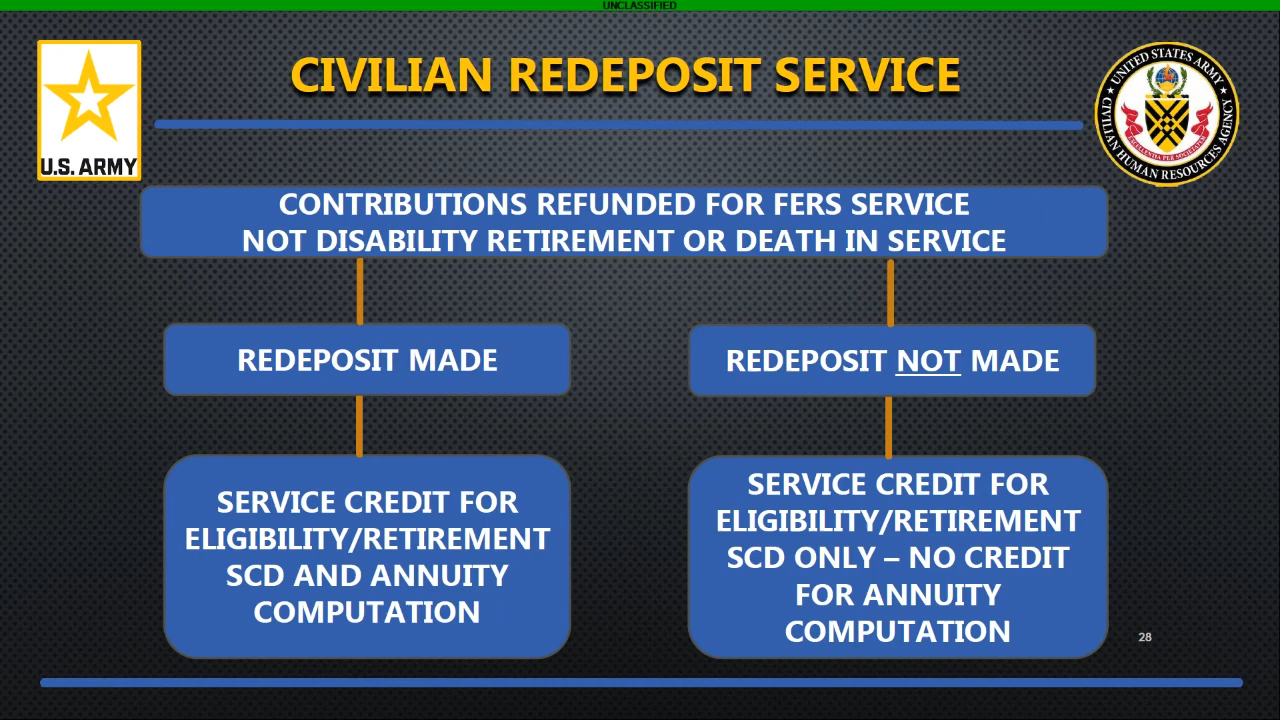 UNCLASSIFIED
CIVILIAN REDEPOSIT SERVICE
U.S. ARMY
UNITED STATES ARMY
CIVILIAN HUMAN RESOURCES AGENCY
CONTRIBUTIONS REFUNDED FOR FERS SERVICE
NOT DISABILITY RETIREMENT OR DEATH IN SERVICE
REDEPOSIT MADE
REDEPOSIT NOT MADE
SERVICE CREDIT FOR
ELIGIBILITY/RETIREMENT
SCD AND ANNUITY
COMPUTATION
SERVICE CREDIT FOR
ELIGIBILITY/RETIREMENT
SCD ONLY – NO CREDIT
FOR ANNUITY
COMPUTATION
28